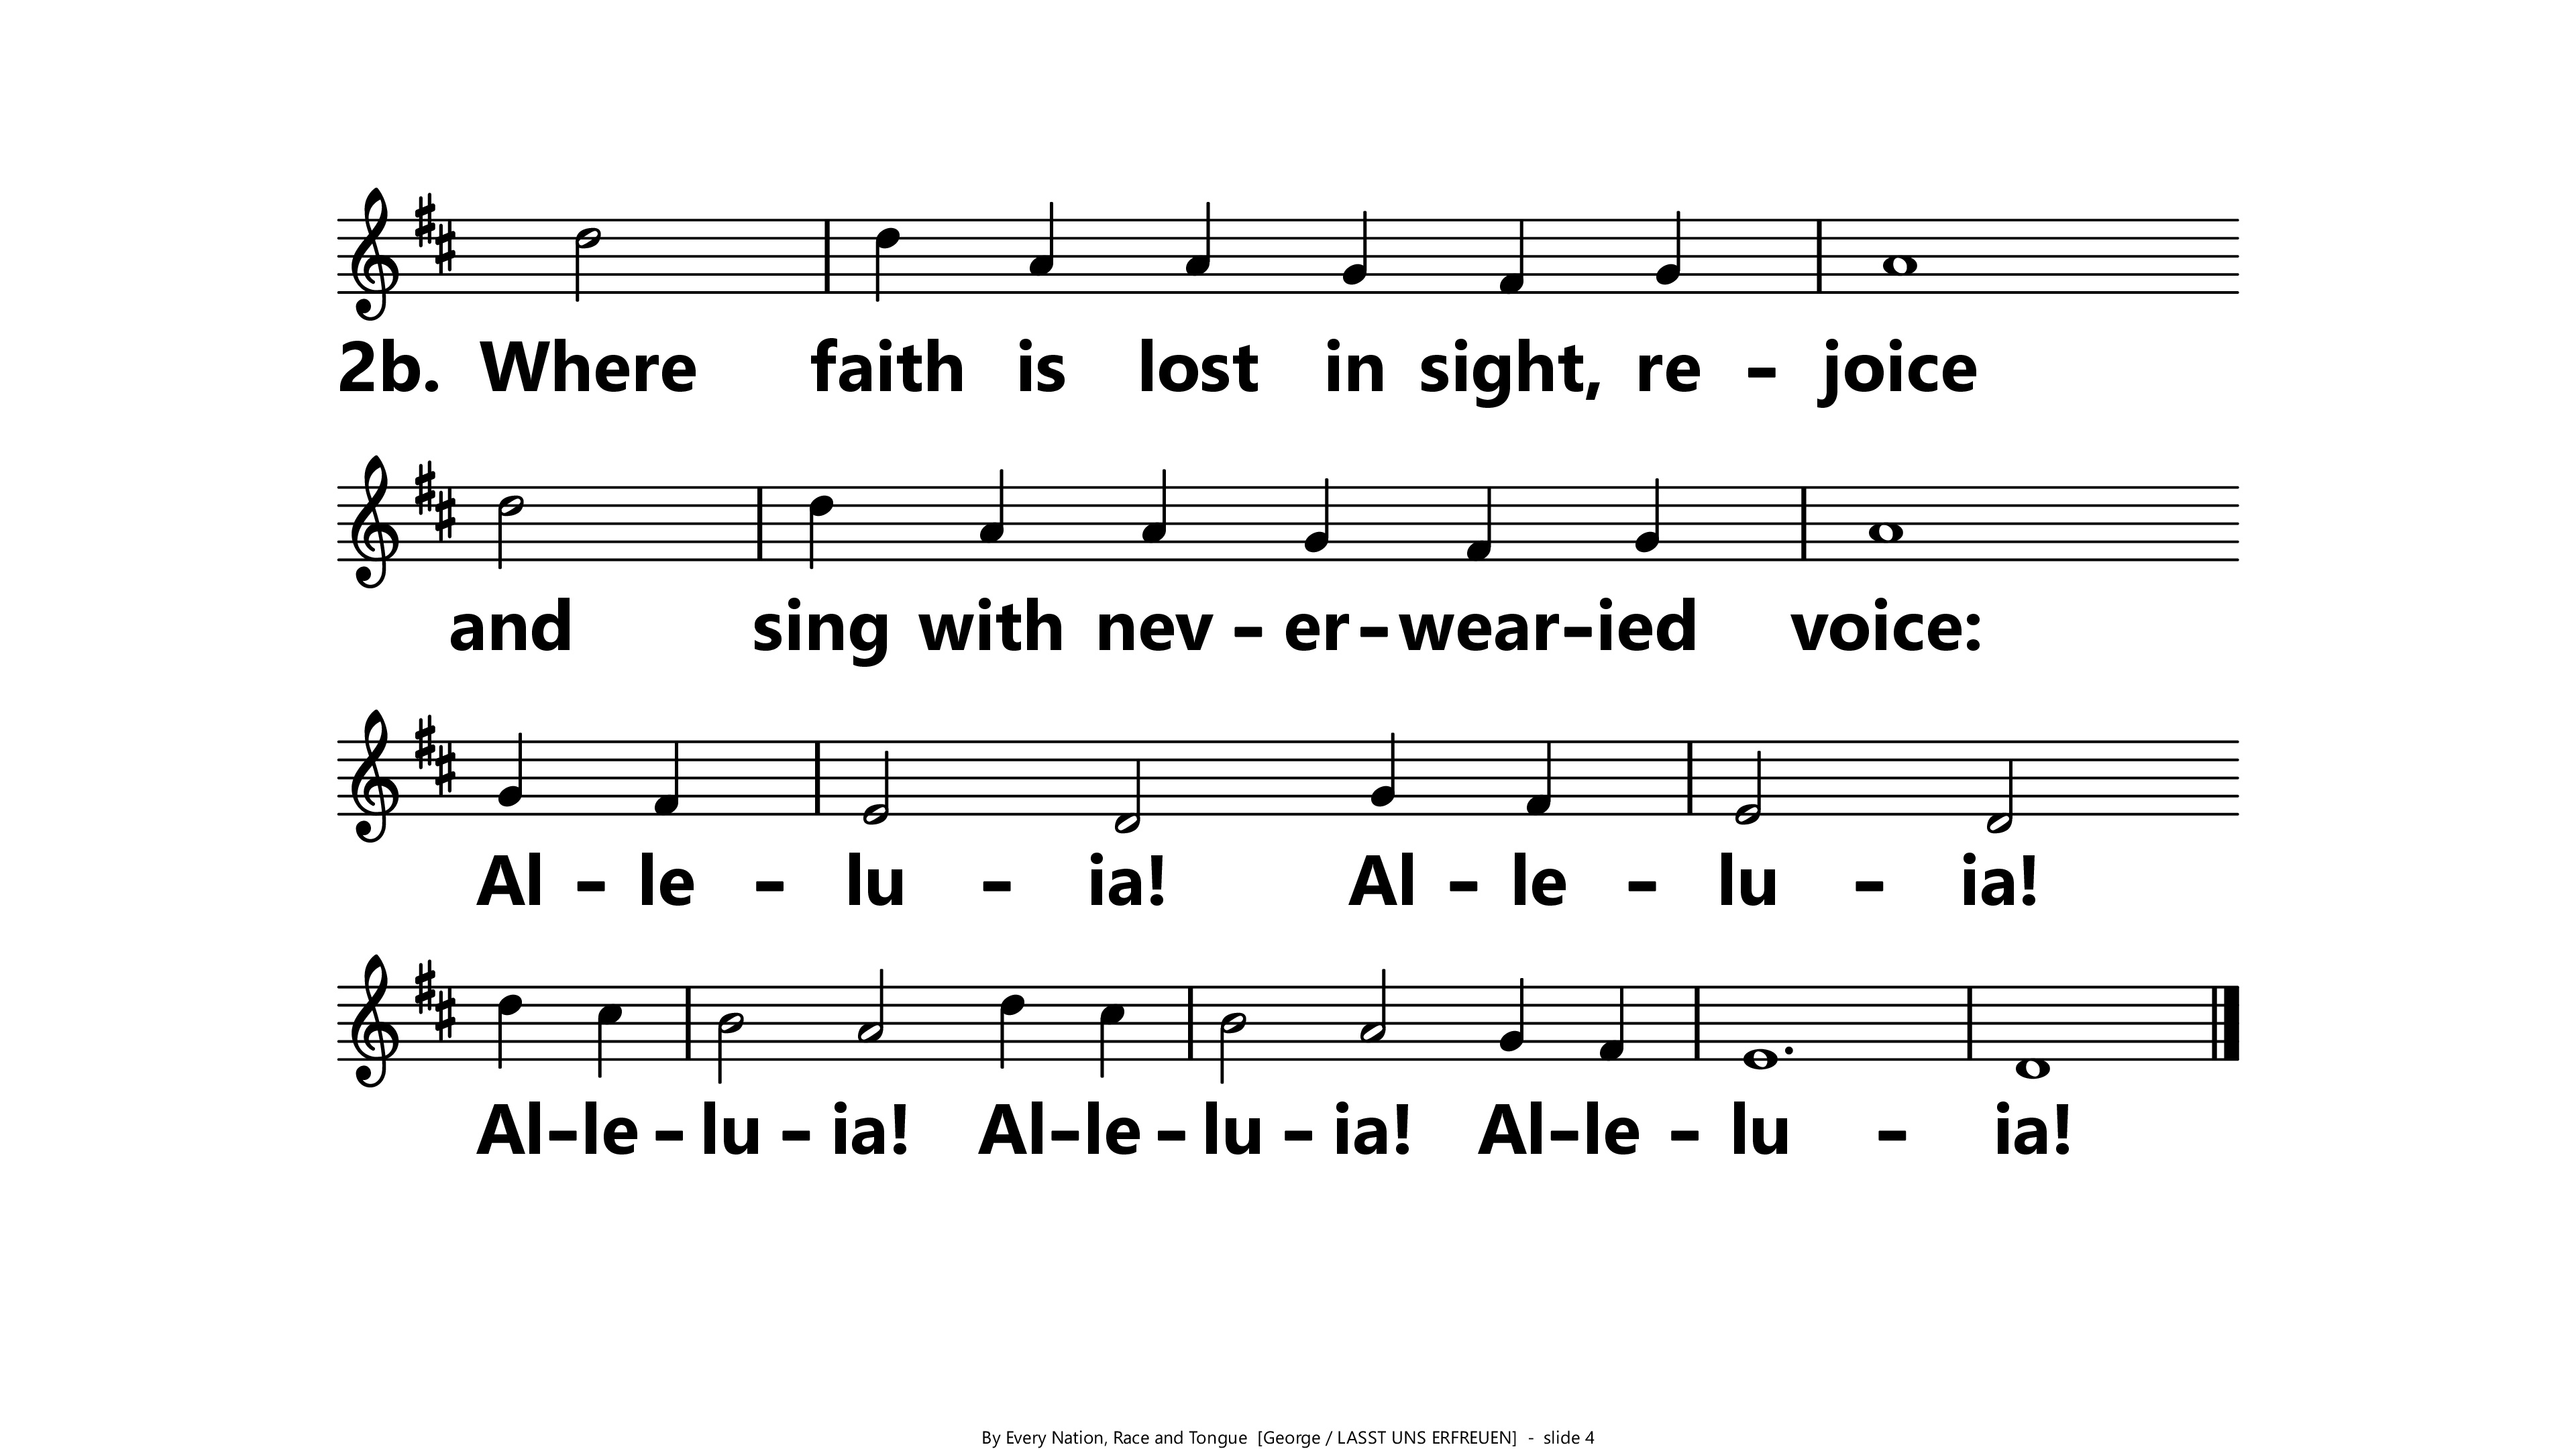 2b. Where faith is lost in sight, re - joice
and sing with nev - er - wear - ied voice:
Al - le - lu - ia! Al - le - lu - ia!
Al - le - lu - ia! Al - le - lu - ia! Al - le - lu - ia!
By Every Nation, Race and Tongue [George / LASST UNS ERFREUEN] - slide 4